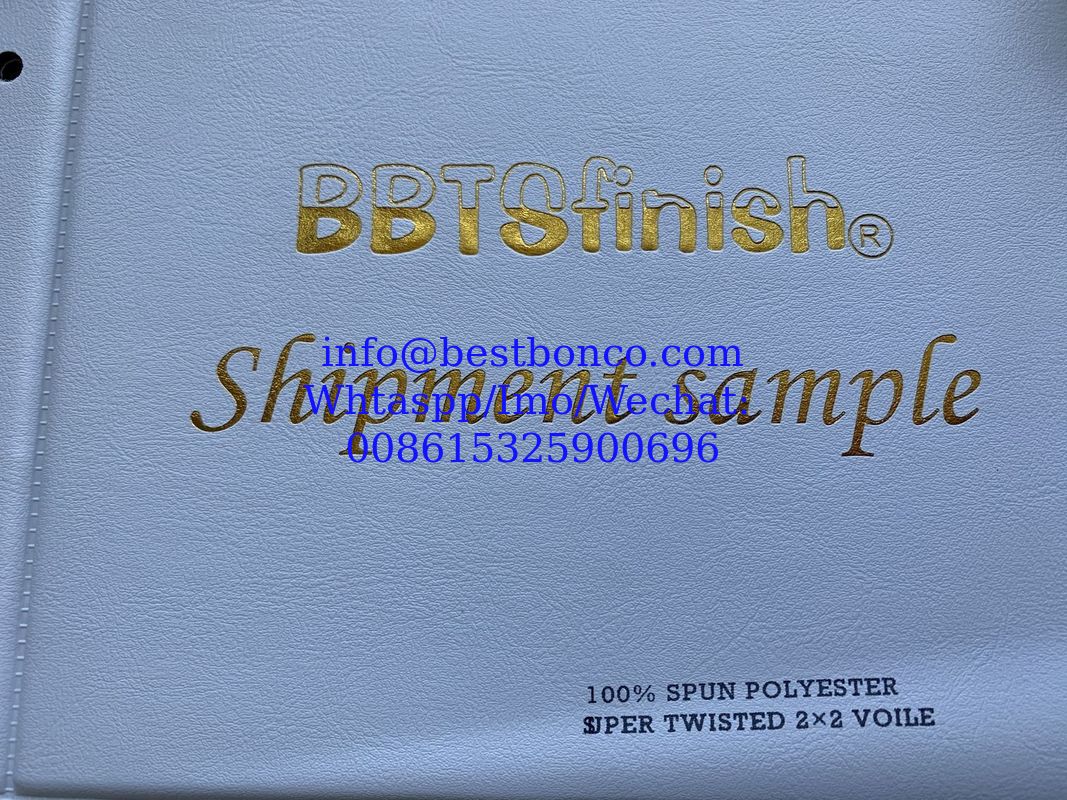 BBTSfinish®
Shipment sample
info@bestbonco.com
Whtaspp/Imo/Wechat:
008615325900696
100% SPUN POLYESTER
SUPER TWISTED 2×2 VOILE